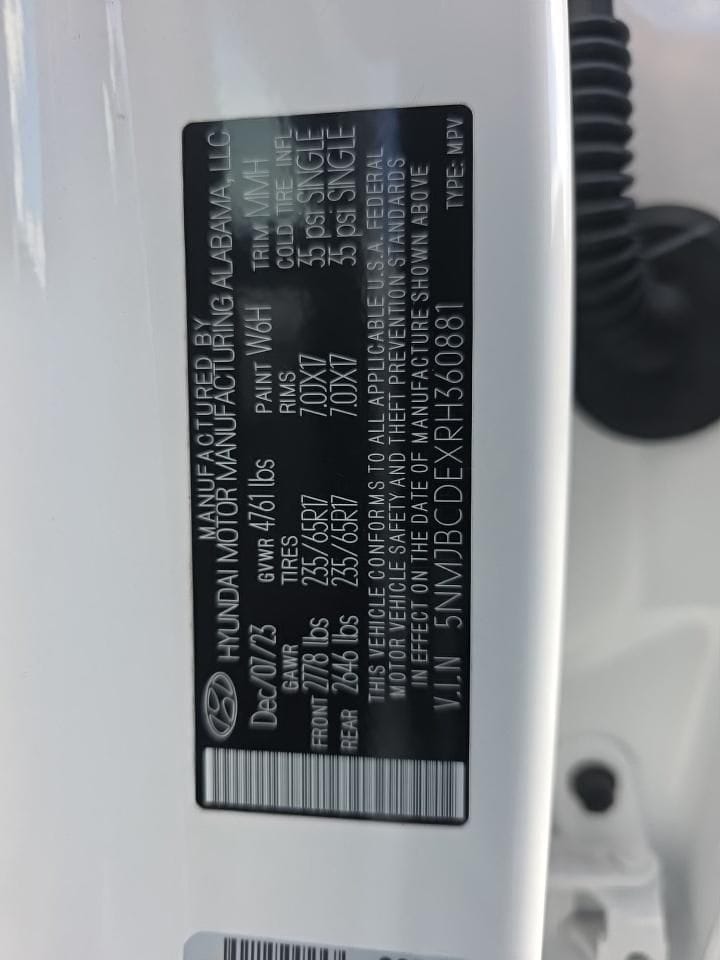 MANUFACTURED BY
HYUNDAI MOTOR MANUFACTURING ALABAMA, LLC
Dec/07/23 GVWR 4761 lbs PAINT W6H TRIM MMH
GAWR TIRES RIMS COLD TIRE INFL
FRONT 2778 lbs 235/65R17 7.0JX17 35 psi SINGLE
REAR 2646 lbs 235/65R17 7.0JX17 35 psi SINGLE
THIS VEHICLE CONFORMS TO ALL APPLICABLE U.S.A. FEDERAL
MOTOR VEHICLE SAFETY AND THEFT PREVENTION STANDARDS
IN EFFECT ON THE DATE OF MANUFACTURE SHOWN ABOVE
V.I.N 5NMJBCDEXRH360881 TYPE: MPV